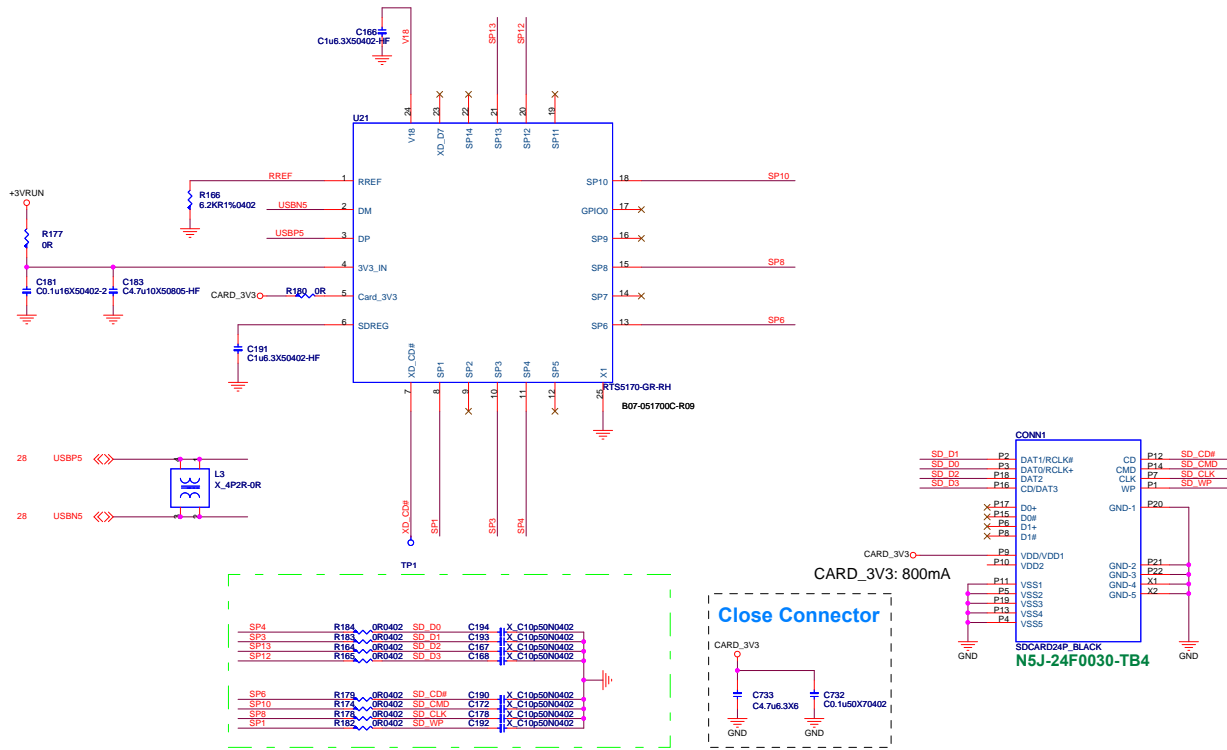 C166
C1u6.3X50402-HF
V18
SP13
SP12
24
23
22
21
20
19
U21
V18
XD_D7
SP14
SP13
SP12
SP11
RREF
1
RREF
SP10
18
SP10
+3VRUN
R166
6.2KR1%0402
USBN5
2
DM
GPIO0
17
R177
0R
USBP5
3
DP
SP9
16
4
3V3_IN
SP8
15
SP8
C181
C0.1u16X50402-2
C183
C4.7u10X50805-HF
CARD_3V3
R180
0R
5
Card_3V3
SP7
14
6
SDREG
SP6
13
SP6
C191
C1u6.3X50402-HF
XD_CD#
SP1
SP2
SP3
SP4
SP5
X1
7
8
9
10
11
12
25
RTS5170-GR-RH
B07-051700C-R09
28 USBP5
L3
X_4P2R-0R
1
2
3
4
28 USBN5
XD_CD#
SP1
SP3
SP4
TP1
CONN1
SD_D1 P2 DAT1/RCLK# CD P12 SD_CD#
SD_D0 P3 DAT0/RCLK+ CMD P14 SD_CMD
SD_D2 P18 DAT2 CLK P7 SD_CLK
SD_D3 P16 CD/DAT3 WP P1 SD_WP
P17 D0+ GND-1 P20
P15 D0#
P6 D1+
P8 D1#
CARD_3V3 P9 VDD/VDD1
P10 VDD2 GND-2 P21
GND-3 P22
P11 VSS1 GND-4 X1
P5 VSS2 GND-5 X2
P19 VSS3
P13 VSS4
P4 VSS5
CARD_3V3: 800mA
GND
SDCARD24P_BLACK
GND
N5J-24F0030-TB4
SP4 R184 0R0402 SD_D0 C194 X_C10p50N0402
SP3 R183 0R0402 SD_D1 C193 X_C10p50N0402
SP13 R164 0R0402 SD_D2 C167 X_C10p50N0402
SP12 R165 0R0402 SD_D3 C168 X_C10p50N0402
SP6 R179 0R0402 SD_CD# C190 X_C10p50N0402
SP10 R174 0R0402 SD_CMD C172 X_C10p50N0402
SP8 R178 0R0402 SD_CLK C178 X_C10p50N0402
SP1 R182 0R0402 SD_WP C192 X_C10p50N0402
Close Connector
CARD_3V3
C733
C4.7u6.3X6
C732
C0.1u50X70402
GND
GND